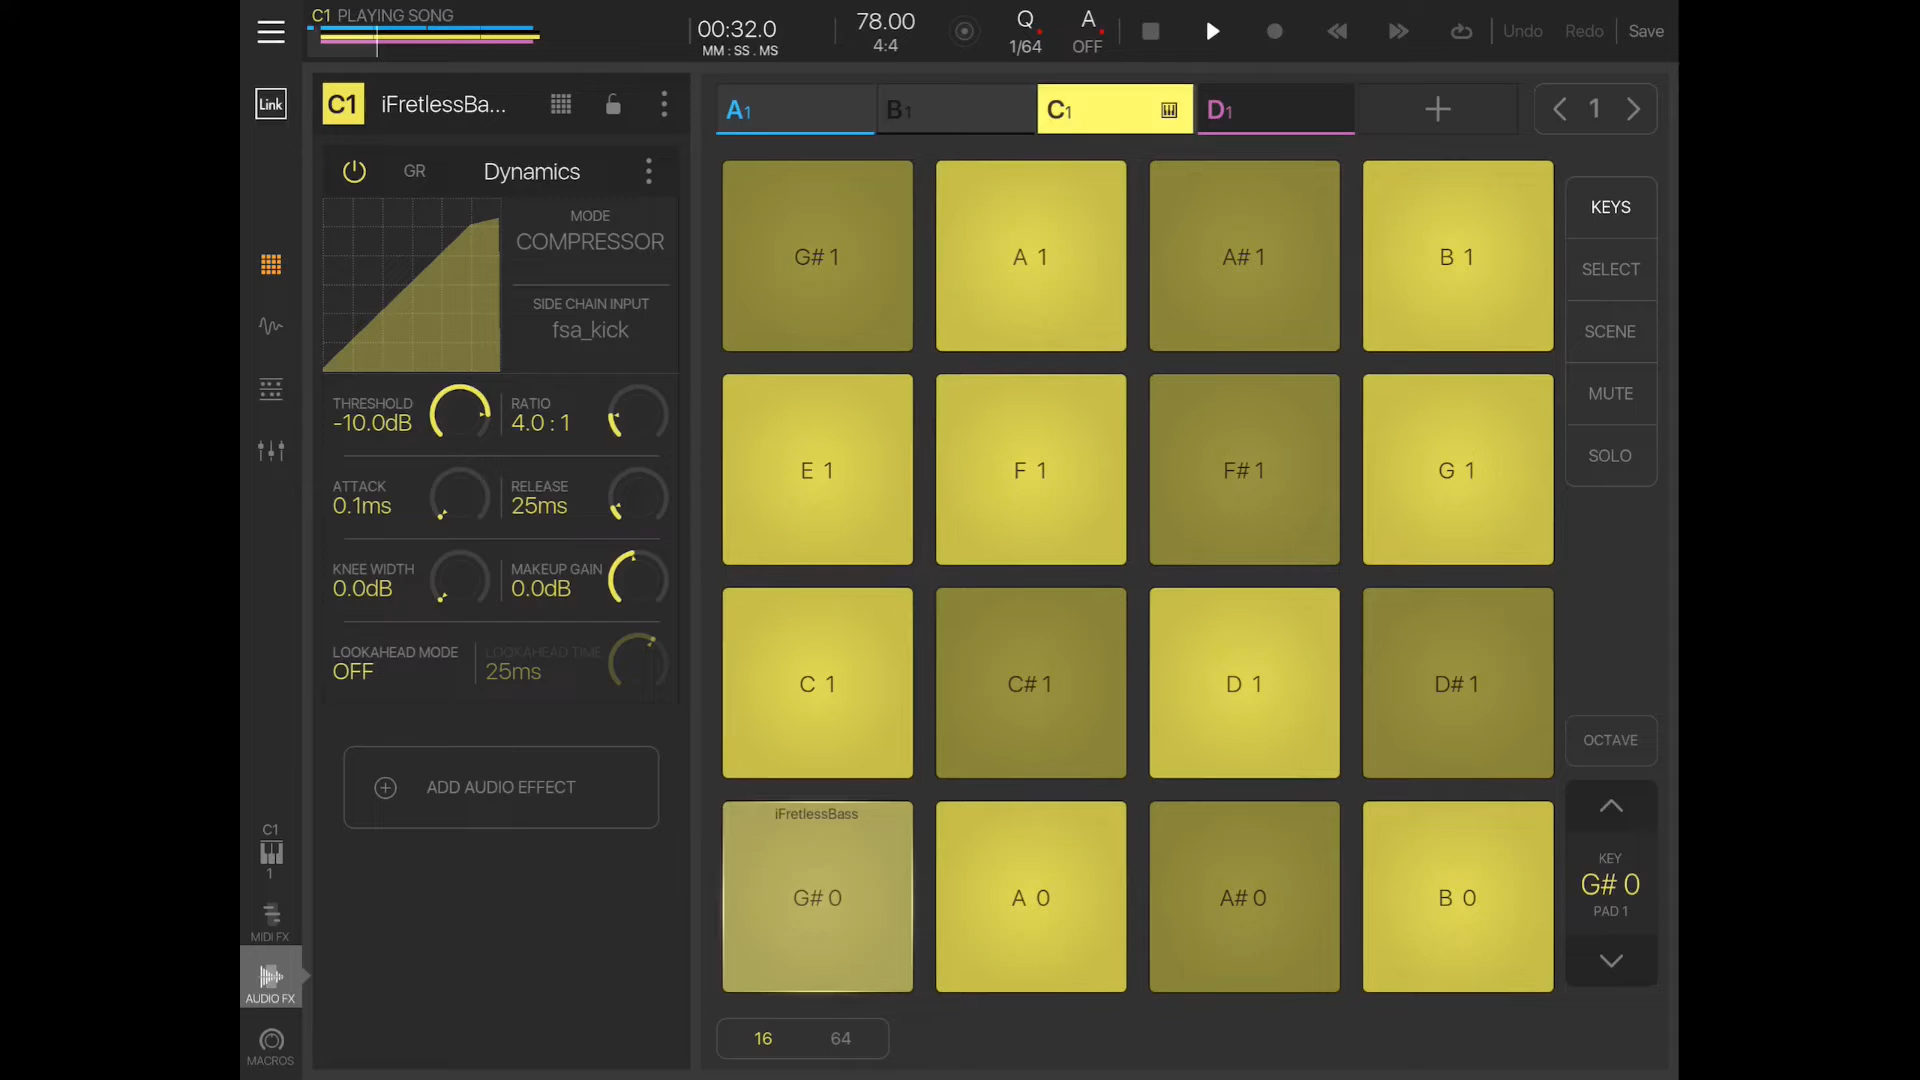 C1 PLAYING SONG
00:32.0
MM : SS . MS
78.00
4:4
Q
1/64
A
OFF
Undo
Redo
Save
Link
C1
iFretlessBa...
A1
B1
C1
D1
1
GR
Dynamics
MODE
COMPRESSOR
SIDE CHAIN INPUT
fsa_kick
THRESHOLD
-10.0dB
RATIO
4.0 : 1
ATTACK
0.1ms
RELEASE
25ms
KNEE WIDTH
0.0dB
MAKEUP GAIN
0.0dB
LOOKAHEAD MODE
OFF
LOOKAHEAD TIME
25ms
ADD AUDIO EFFECT
G# 1
A 1
A# 1
B 1
E 1
F 1
F# 1
G 1
C 1
C# 1
D 1
D# 1
iFretlessBass
G# 0
A 0
A# 0
B 0
KEYS
SELECT
SCENE
MUTE
SOLO
OCTAVE
KEY
G# 0
PAD 1
C1
1
MIDI FX
AUDIO FX
MACROS
16
64